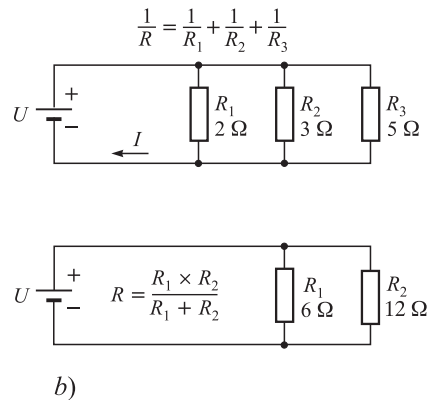 1/R = 1/R₁ + 1/R₂ + 1/R₃
U
+
−
I
R₁
2 Ω
R₂
3 Ω
R₃
5 Ω
U
+
−
R = R₁ × R₂ / R₁ + R₂
R₁
6 Ω
R₂
12 Ω
b)